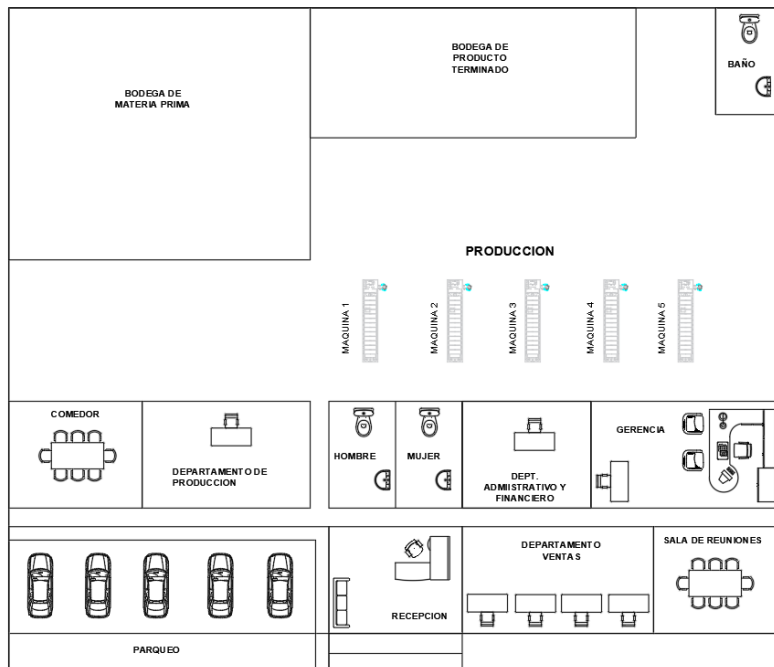 BODEGA DE
MATERIA PRIMA
BODEGA DE
PRODUCTO
TERMINADO
BAÑO
PRODUCCION
MAQUINA 1
MAQUINA 2
MAQUINA 3
MAQUINA 4
MAQUINA 5
COMEDOR
DEPARTAMENTO DE
PRODUCCION
HOMBRE
MUJER
DEPT.
ADMIISTRATIVO Y
FINANCIERO
GERENCIA
DEPARTAMENTO
VENTAS
SALA DE REUNIONES
RECEPCION
PARQUEO